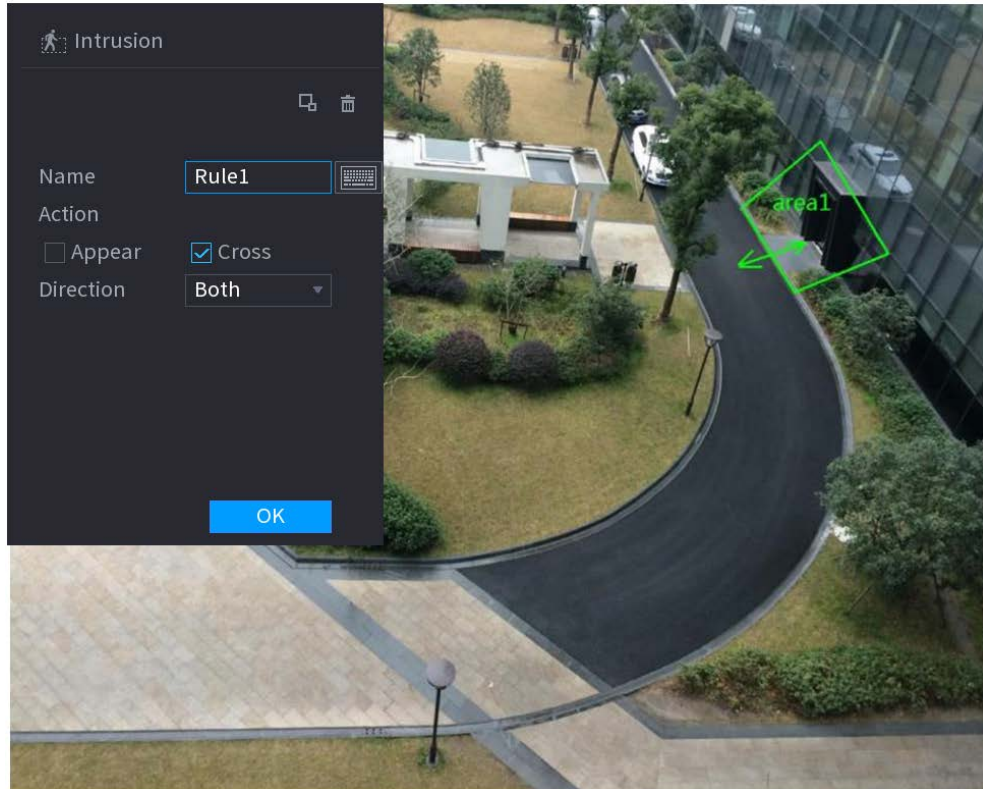 Intrusion
Name Rule1
Action
Appear Cross
Direction Both
OK
area1